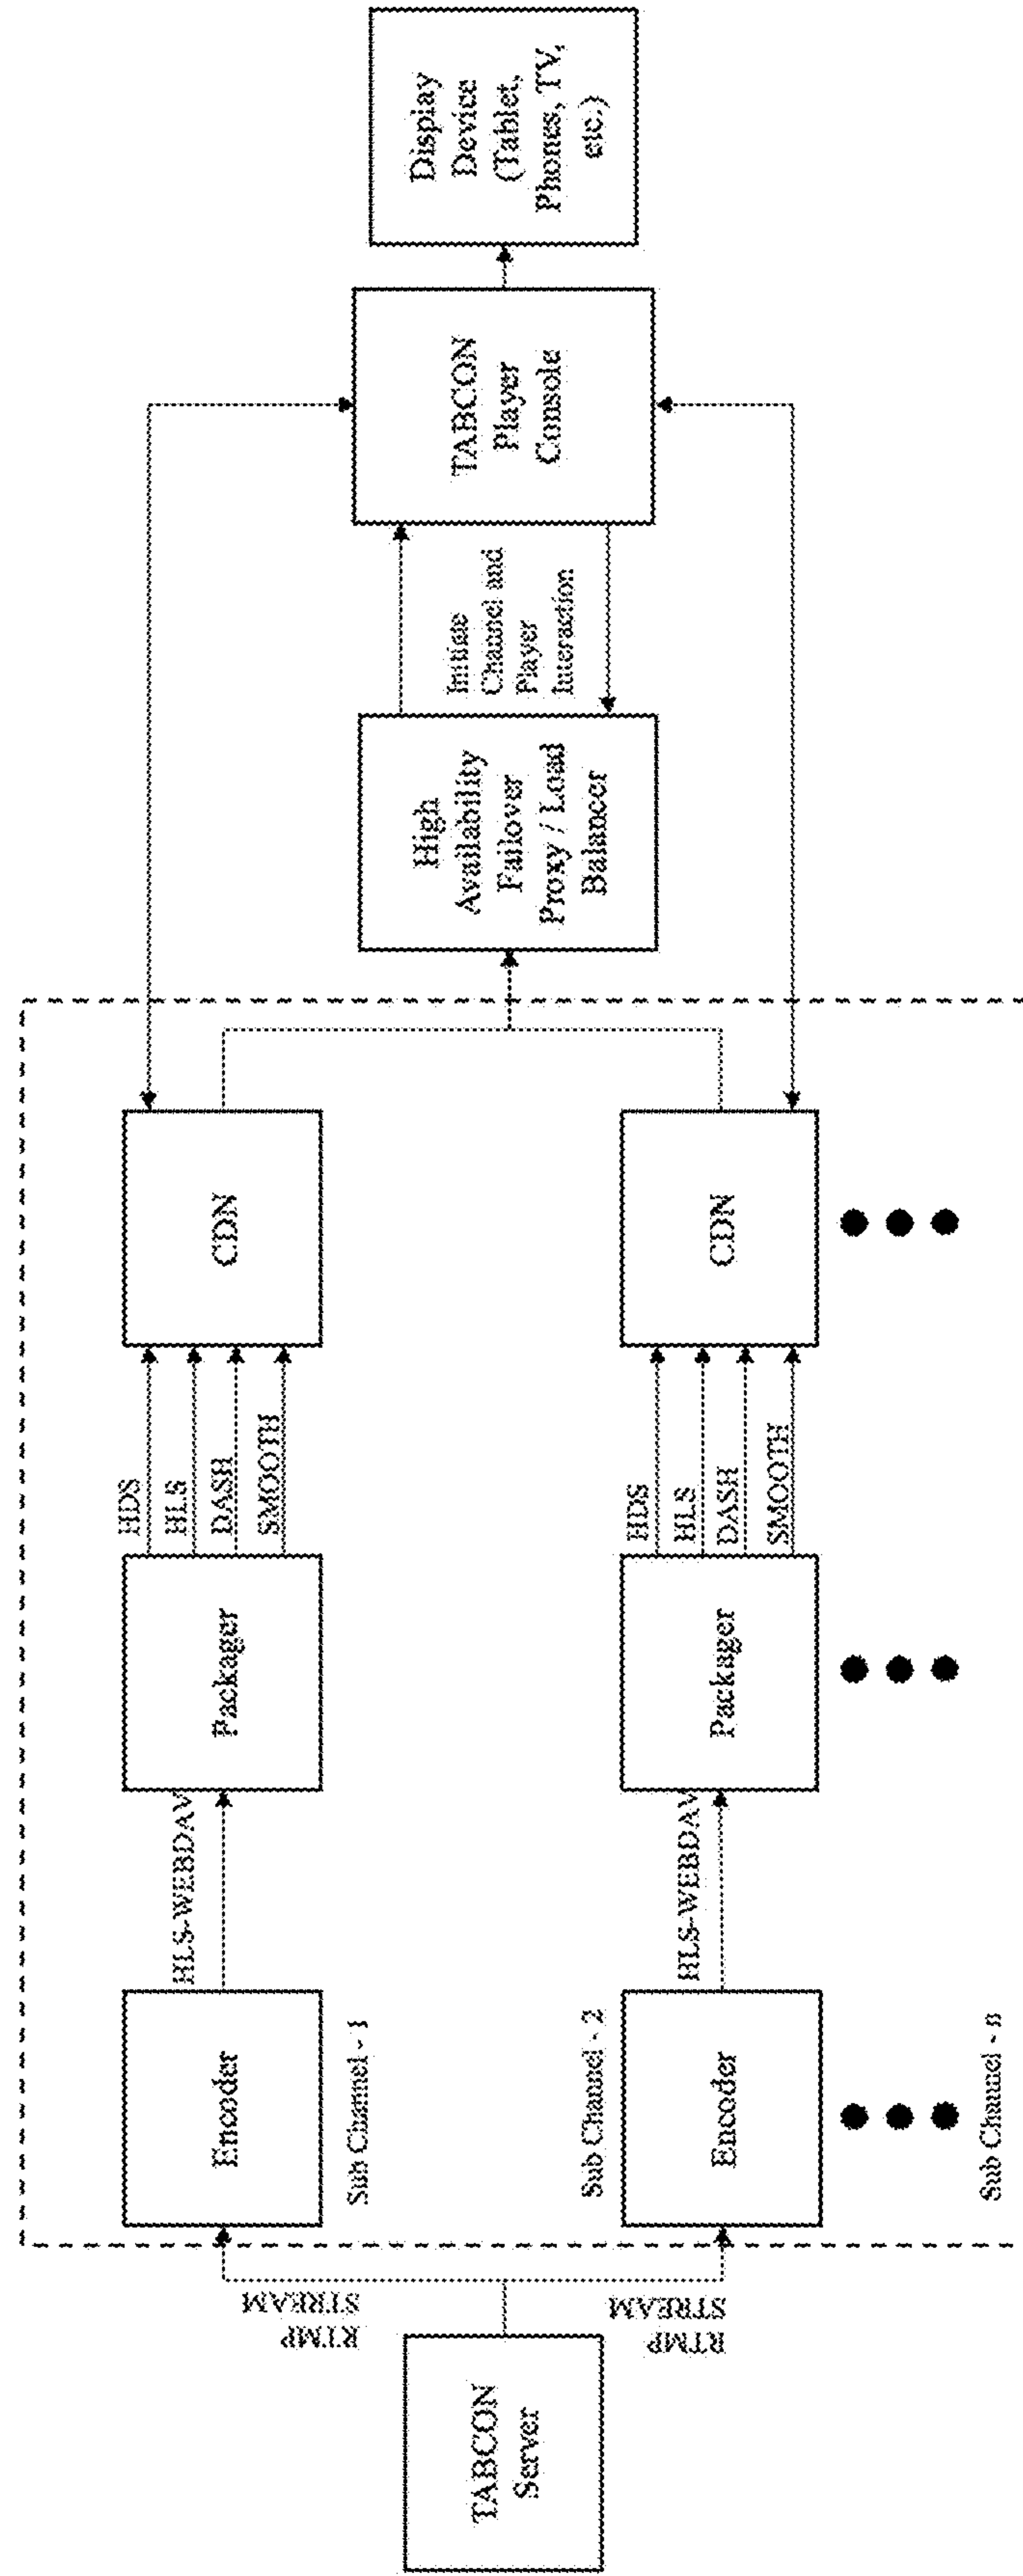 TABCON
Server
RTMP
STREAM
RTMP
STREAM
Encoder
Sub Channel - 1
HLS-WEBDAV
Packager
HDS
HLS
DASH
SMOOTH
CDN
Sub Channel - 2
Encoder
HLS-WEBDAV
Packager
HDS
HLS
DASH
SMOOTH
CDN
Sub Channel - n
High
Availability
Failover
Proxy / Load
Balancer
Initiate
Channel and
Player
Interaction
TABCON
Player
Console
Display
Device
(Tablet,
Phones, TV,
etc.)